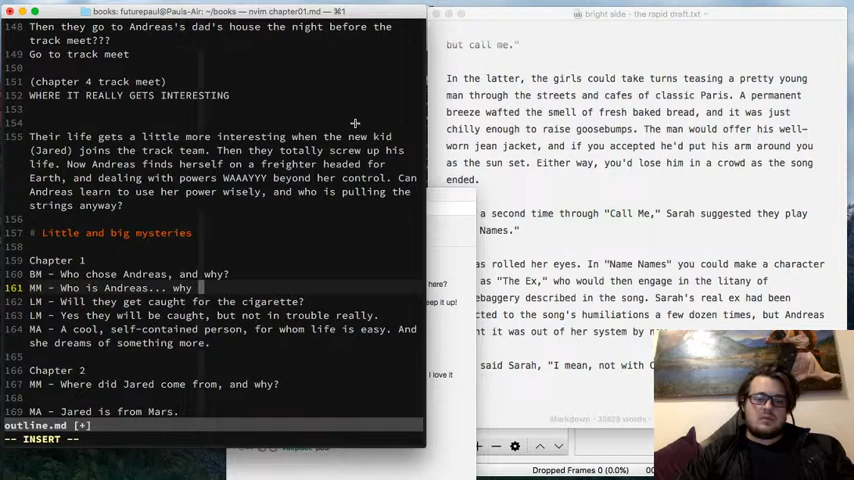 books: futurepaul@Pauls-Air: ~/books — nvim chapter01.md — ⌘1
148 Then they go to Andreas's dad's house the night before the
track meet???
149 Go to track meet
150
151 (chapter 4 track meet)
152 WHERE IT REALLY GETS INTERESTING
153
154
155 Their life gets a little more interesting when the new kid
(Jared) joins the track team. Then they totally screw up his
life. Now Andreas finds herself on a freighter headed for
Earth, and dealing with powers WAAAYYY beyond her control. Can
Andreas learn to use her power wisely, and who is pulling the
strings anyway?
156
157 # Little and big mysteries
158
159 Chapter 1
160 BM - Who chose Andreas, and why?
161 MM - Who is Andreas... why
162 LM - Will they get caught for the cigarette?
163 LM - Yes they will be caught, but not in trouble really.
164 MA - A cool, self-contained person, for whom life is easy. And
she dreams of something more.
165
166 Chapter 2
167 MM - Where did Jared come from, and why?
168
169 MA - Jared is from Mars.
outline.md [+]
-- INSERT --
bright side — the rapid draft.txt
but call me."
In the latter, the girls could take turns teasing a pretty young
man through the streets and cafes of classic Paris. A permanent
breeze wafted the smell of fresh baked bread, and it was just
chilly enough to raise goosebumps. The man would offer his well-
worn jean jacket, and if you accepted he'd put his arm around you
as the sun set. Either way, you'd lose him in a crowd as the song
ended.
a second time through "Call Me," Sarah suggested they play
Names."
as rolled her eyes. In "Name Names" you could make a character
as "The Ex," who would then engage in the litany of
ebaggery described in the song. Sarah's real ex had been
cted to the song's humiliations a few dozen times, but Andreas
t it was out of her system by n
said Sarah, "I mean, not with C
here?
eep it up!
I love it
Markdown
words
Dropped Frames 0 (0.0%)